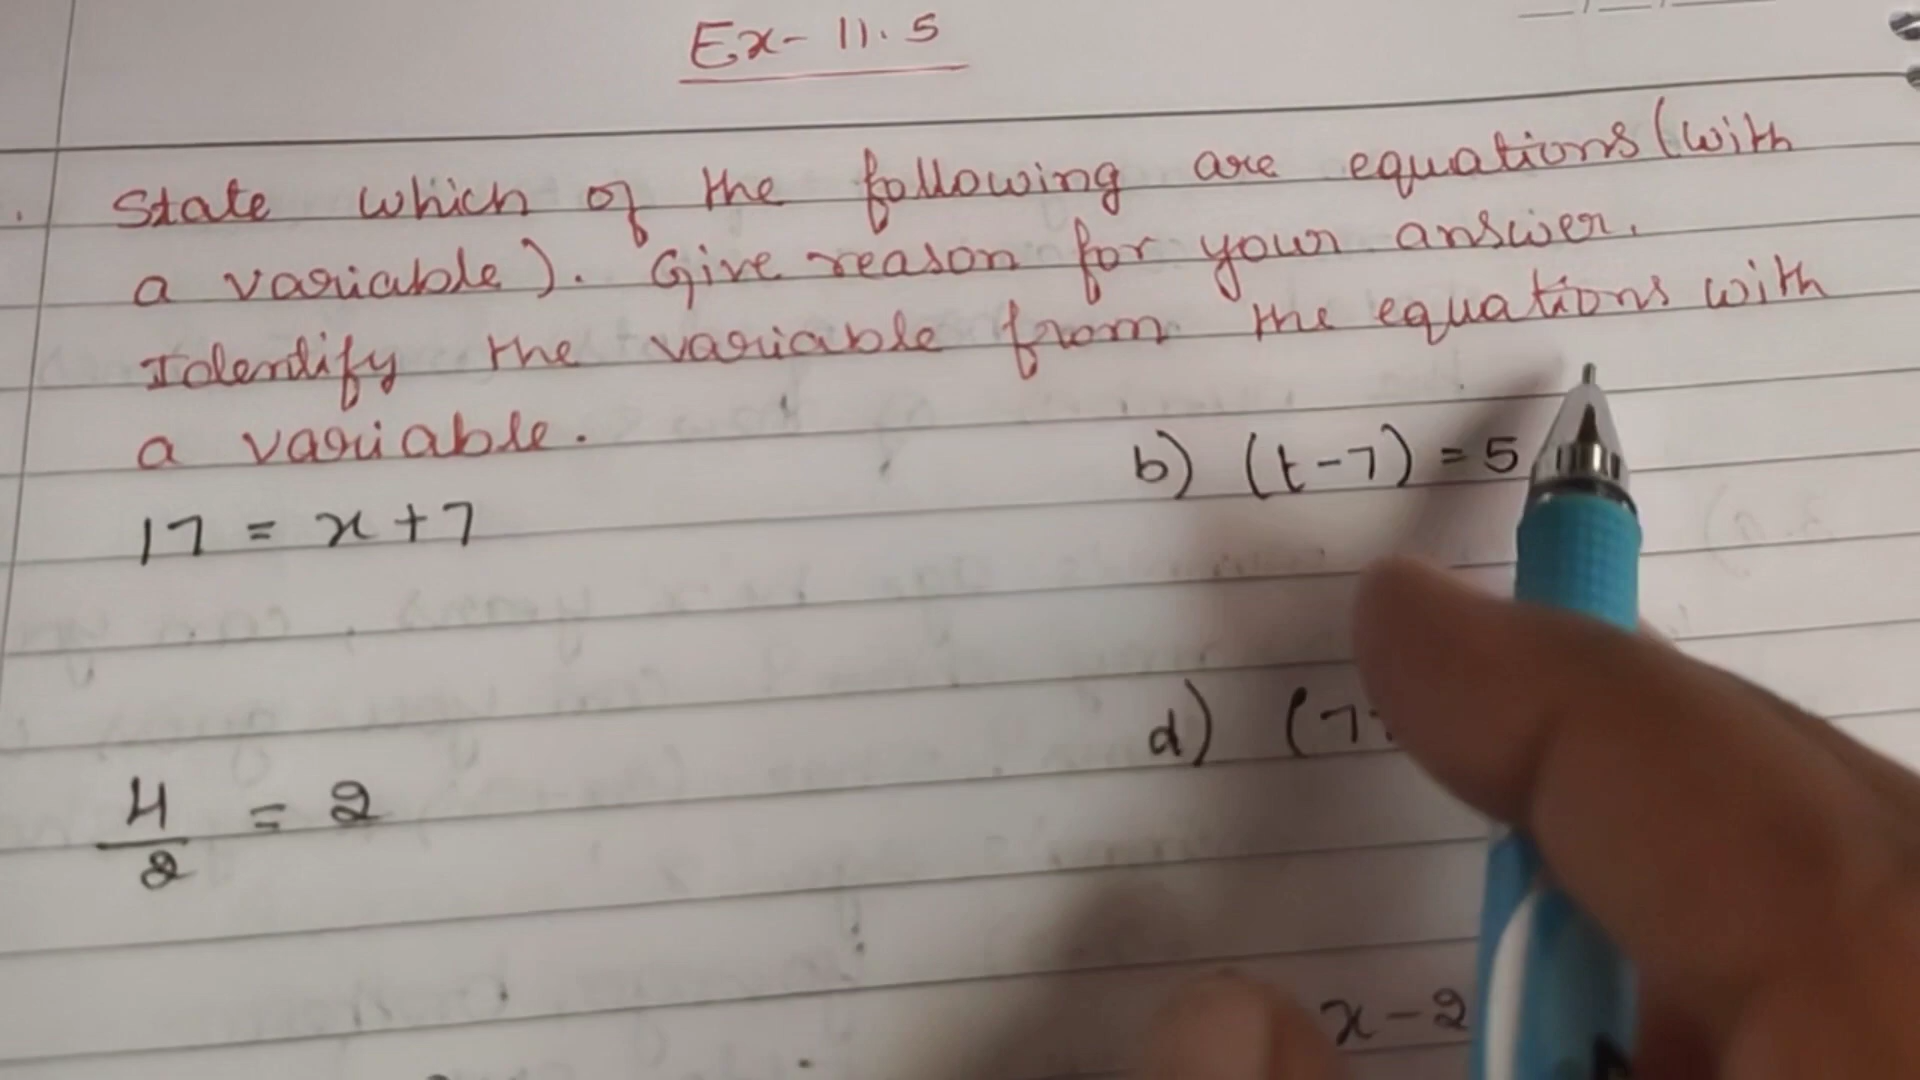 Ex- 11.5
State which of the following are equations (with
a variable). Give reason for your answer.
Identify the variable from the equations with
a variable.
b) (t-7) = 5
17 = x+7
d) (7
4/2 = 2
x-2